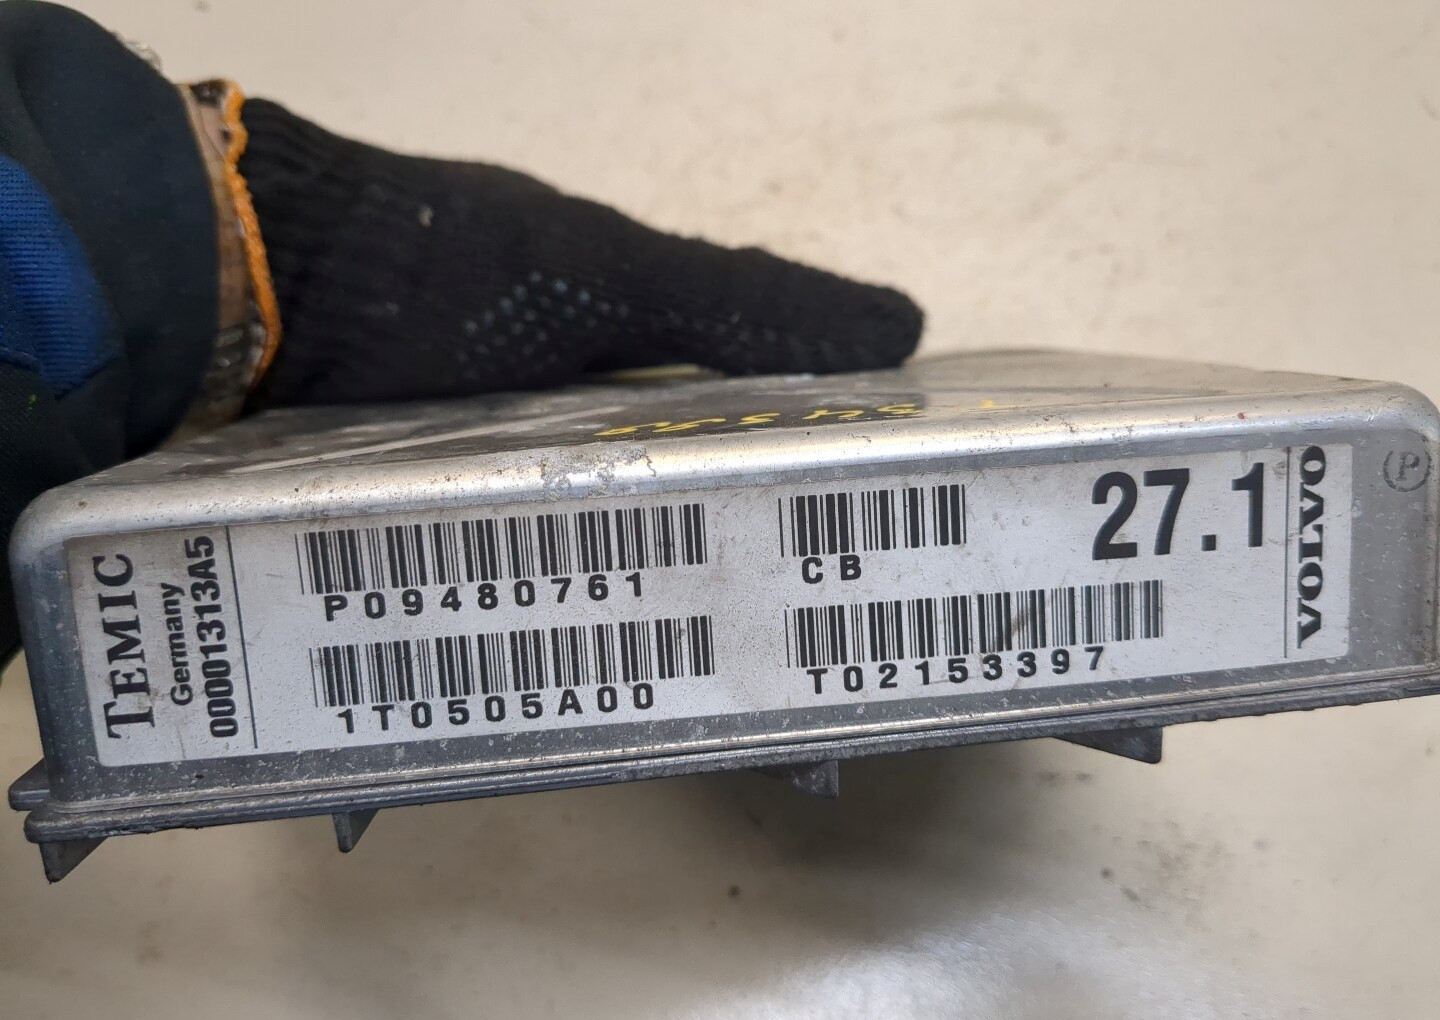 TEMIC
Germany
00001313A5
P09480761
1T0505A00
CB
T02153397
27.1
VOLVO
P